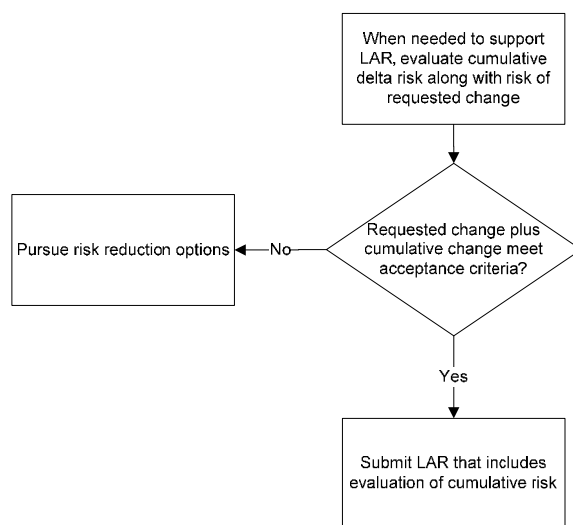 When needed to support
LAR, evaluate cumulative
delta risk along with risk of
requested change
Requested change plus
cumulative change meet
acceptance criteria?
No
Pursue risk reduction options
Yes
Submit LAR that includes
evaluation of cumulative risk